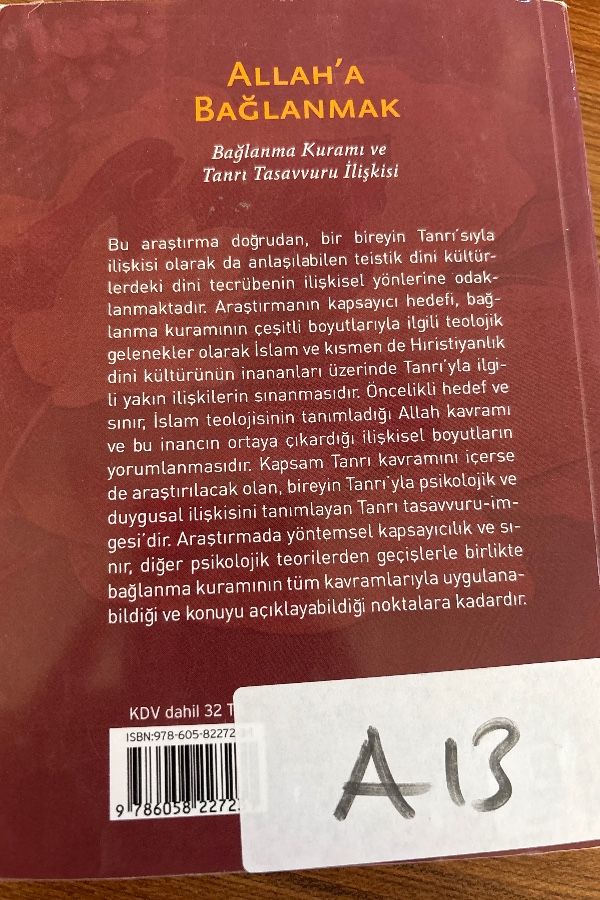 ALLAH'A
BAĞLANMAK
Bağlanma Kuramı ve
Tanrı Tasavvuru İlişkisi
Bu araştırma doğrudan, bir bireyin Tanrı'sıyla
ilişkisi olarak da anlaşılabilen teistik dini kültür-
lerdeki dini tecrübenin ilişkisel yönlerine odak-
lanmaktadır. Araştırmanın kapsayıcı hedefi, bağ-
lanma kuramının çeşitli boyutlarıyla ilgili teolojik
gelenekler olarak İslam ve kısmen de Hıristiyanlık
dini kültürünün inananları üzerinde Tanrı'yla ilgi-
li yakın ilişkilerin sınanmasıdır. Öncelikli hedef ve
sınır, İslam teolojisinin tanımladığı Allah kavramı
ve bu inancın ortaya çıkardığı ilişkisel boyutların
yorumlanmasıdır. Kapsam Tanrı kavramını içerse
de araştırılacak olan, bireyin Tanrı'yla psikolojik ve
duygusal ilişkisini tanımlayan Tanrı tasavvuru-im-
gesi'dir. Araştırmada yöntemsel kapsayıcılık ve sı-
nır, diğer psikolojik teorilerden geçişlerle birlikte
bağlanma kuramının tüm kavramlarıyla uygulana-
bildiği ve konuyu açıklayabildiği noktalara kadardır.
KDV dahil 32 T
ISBN:978-605-82272
9 786058 2272
A13